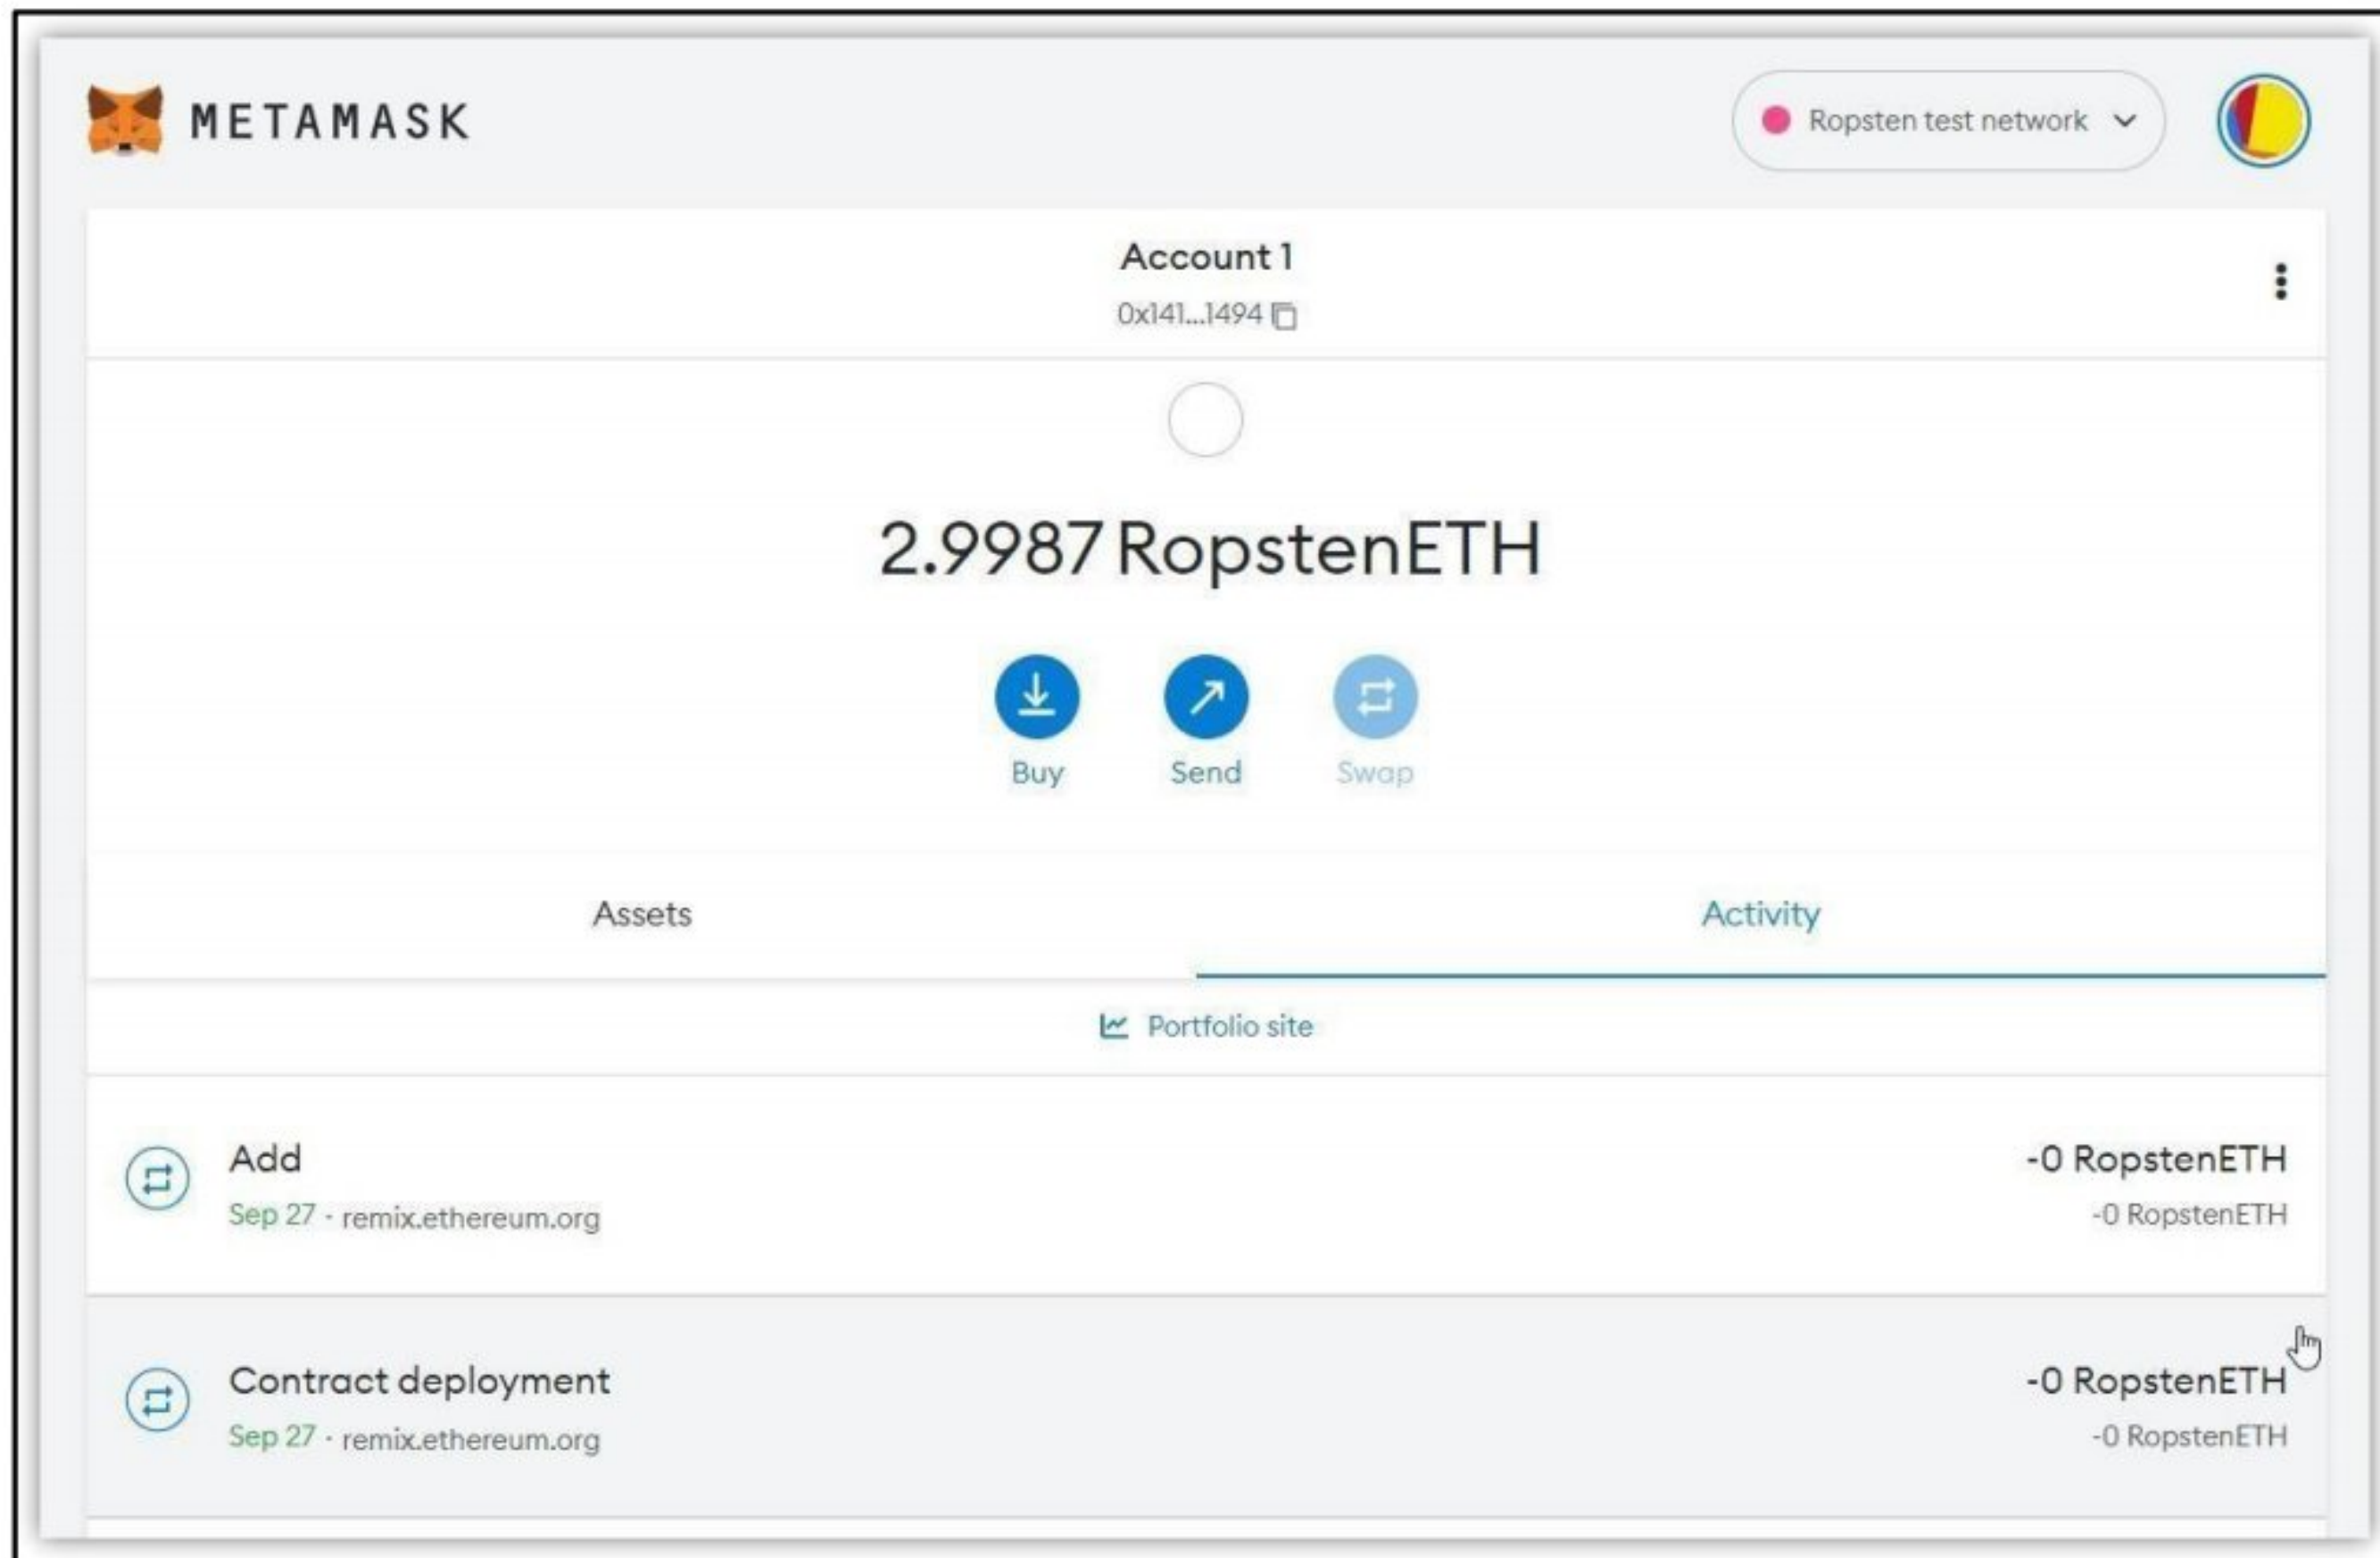 METAMASK
Ropsten test network
Account 1
0x141...1494
2.9987 RopstenETH
Buy
Send
Swap
Assets
Activity
Portfolio site
Add
-0 RopstenETH
Sep 27 · remix.ethereum.org
-0 RopstenETH
Contract deployment
-0 RopstenETH
Sep 27 · remix.ethereum.org
-0 RopstenETH